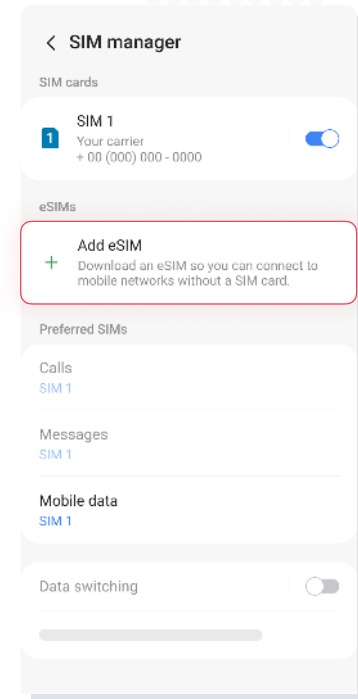 SIM manager
SIM cards
SIM 1
1
Your carrier
+ 00 (000) 000 - 0000
eSIMs
Add eSIM
Download an eSIM so you can connect to
mobile networks without a SIM card.
Preferred SIMs
Calls
SIM 1
Messages
SIM 1
Mobile data
SIM 1
Data switching